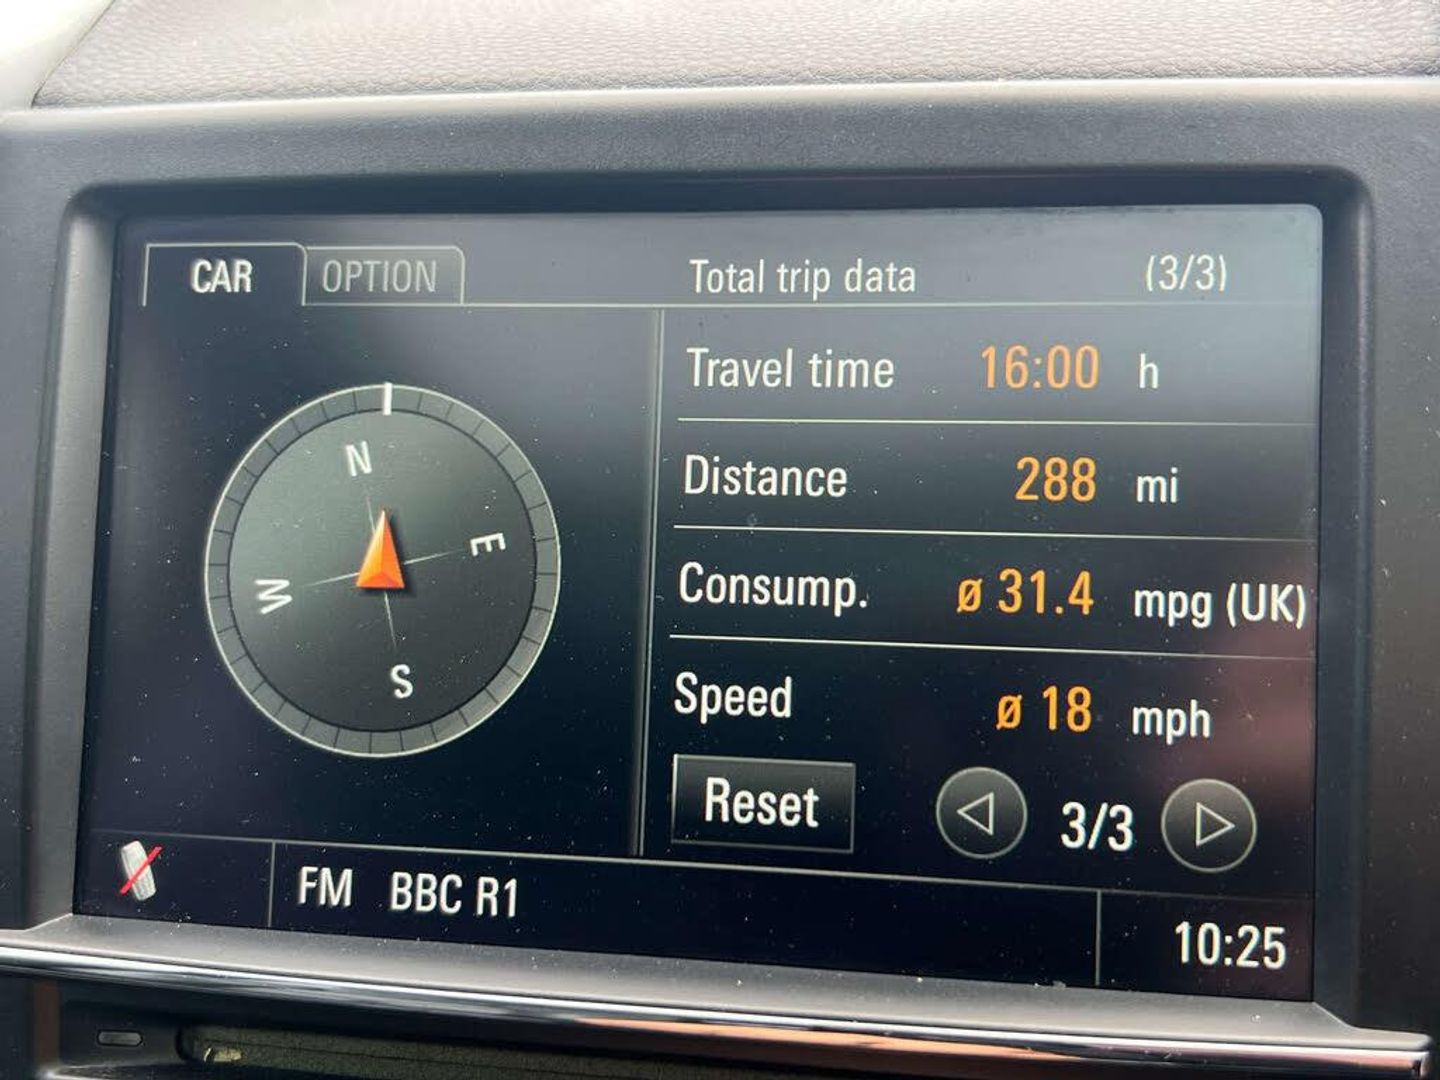 CAR OPTION Total trip data (3/3)
Travel time 16:00 h
N
Distance 288 mi
E
W
Consump. ø 31.4 mpg (UK)
S
Speed ø 18 mph
Reset 3/3
FM BBC R1
10:25